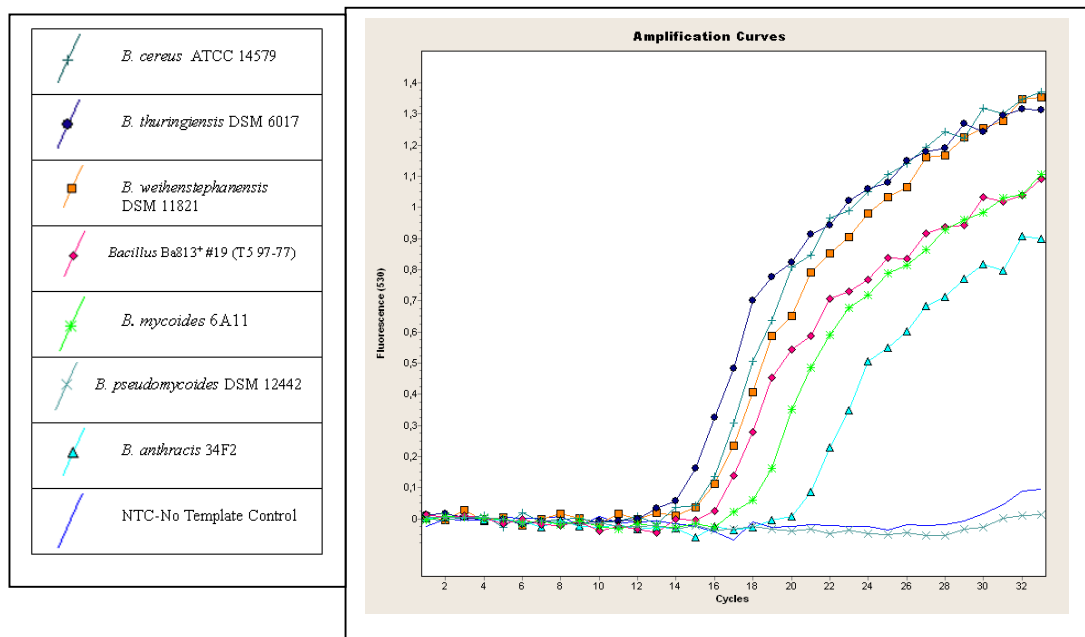 B. cereus ATCC 14579
B. thuringiensis DSM 6017
B. weihenstephanensis
DSM 11821
Bacillus Ba813+ #19 (T5 97-77)
B. mycoides 6A11
B. pseudomycoides DSM 12442
B. anthracis 34F2
NTC-No Template Control
Amplification Curves
Fluorescence (530)
1,4
1,3
1,2
1,1
1
0,9
0,8
0,7
0,6
0,5
0,4
0,3
0,2
0,1
0
2 4 6 8 10 12 14 16 18 20 22 24 26 28 30 32
Cycles